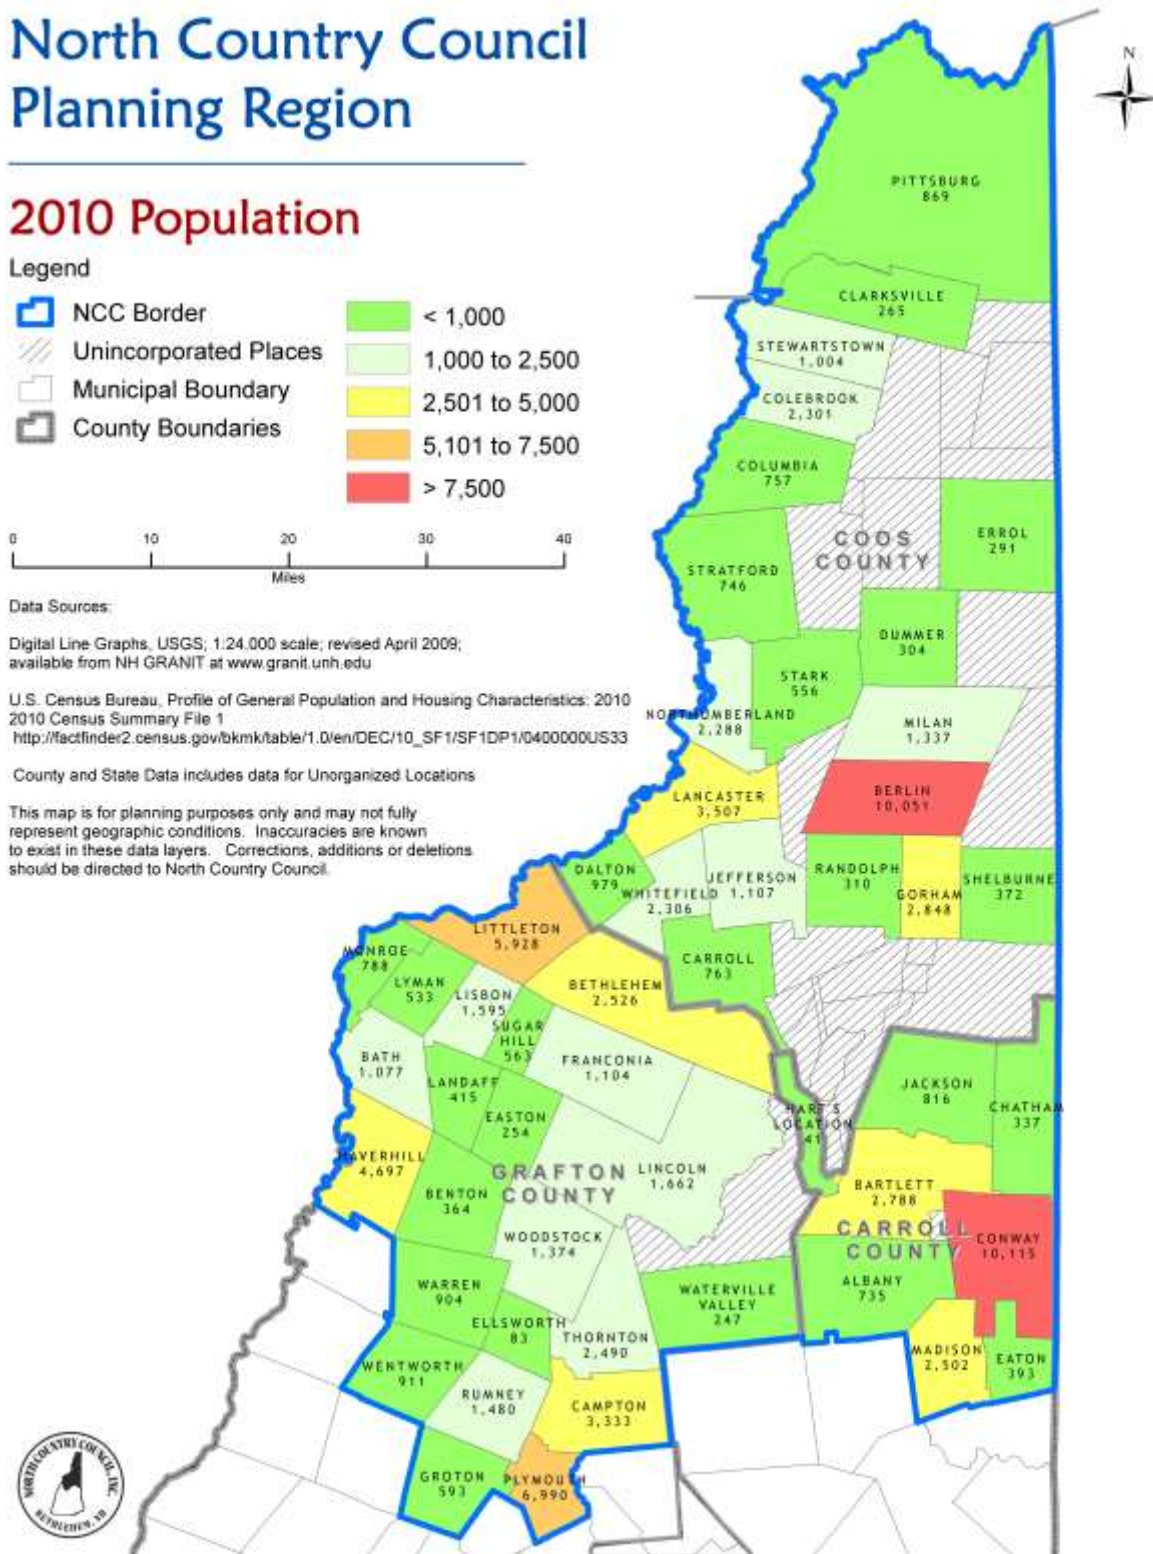 North Country Council
Planning Region
2010 Population
Legend
NCC Border
Unincorporated Places
Municipal Boundary
County Boundaries
< 1,000
1,000 to 2,500
2,501 to 5,000
5,101 to 7,500
> 7,500
0 10 20 30 40
Miles
Data Sources:
Digital Line Graphs, USGS; 1:24.000 scale; revised April 2009;
available from NH GRANIT at www.granit.unh.edu
U.S. Census Bureau, Profile of General Population and Housing Characteristics: 2010
2010 Census Summary File 1
http://factfinder2.census.gov/bkmk/table/1.0/en/DEC/10_SF1/SF1DP1/0400000US33
County and State Data includes data for Unorganized Locations
This map is for planning purposes only and may not fully
represent geographic conditions. Inaccuracies are known
to exist in these data layers. Corrections, additions or deletions
should be directed to North Country Council.
N
PITTSBURG
869
CLARKSVILLE
265
STEWARTSTOWN
1,004
COLEBROOK
2,301
COLUMBIA
757
COOS
COUNTY
ERROL
291
STRATFORD
746
DUMMER
304
STARK
556
NORTHUMBERLAND
2,288
MILAN
1,337
BERLIN
10,051
LANCASTER
3,507
DALTON
979
WHITEFIELD
2,306
JEFFERSON
1,107
RANDOLPH
310
GORHAM
2,848
SHELBURNE
372
LITTLETON
5,928
CARROLL
763
MONROE
788
LYMAN
533
LISBON
1,595
BETHLEHEM
2,526
SUGAR
HILL
563
FRANCONIA
1,104
BATH
1,077
LANDAFF
415
EASTON
254
JACKSON
816
CHATHAM
337
HART'S
LOCATION
41
HAVERHILL
4,697
BENTON
364
GRAFTON
COUNTY
LINCOLN
1,662
BARTLETT
2,788
CARROLL
COUNTY
CONWAY
10,115
WOODSTOCK
1,374
WARREN
904
WATERVILLE
VALLEY
247
ALBANY
735
ELLSWORTH
83
THORNTON
2,490
MADISON
2,502
EATON
393
WENTWORTH
911
RUMNEY
1,480
CAMPTON
3,333
GROTON
593
PLYMOUTH
6,990
NORTH COUNTRY COUNCIL, INC.
BETHLEHEM, NH